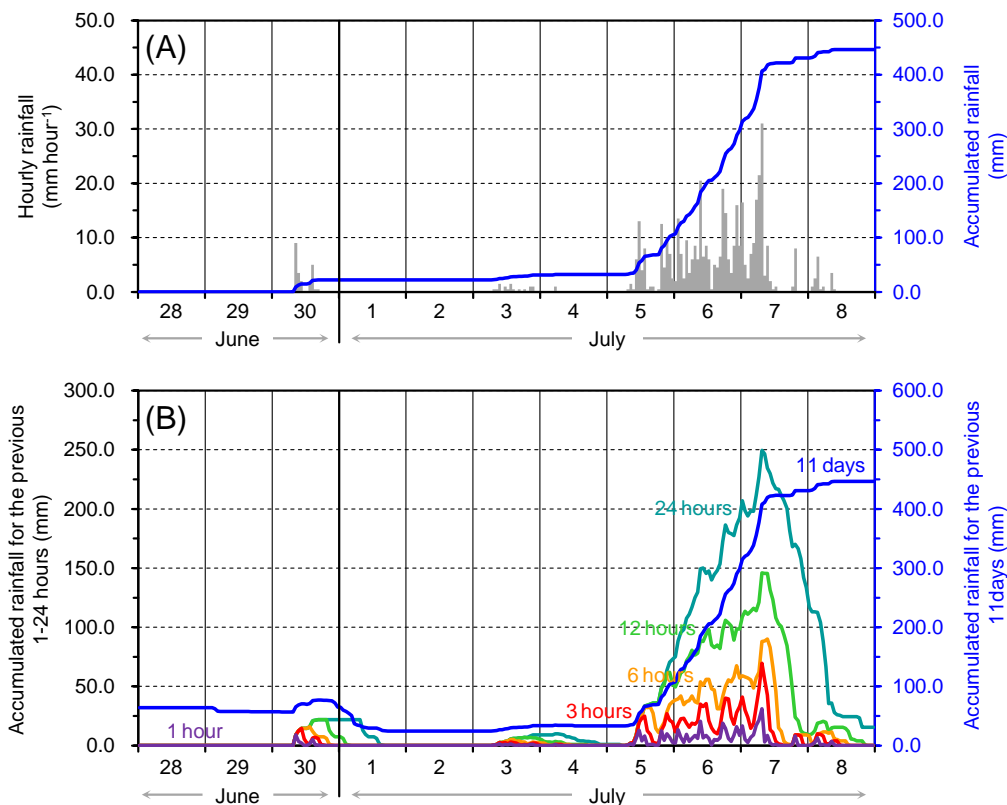 (A)
50.0
40.0
30.0
20.0
10.0
0.0
Hourly rainfall
(mm hour-1)
500.0
400.0
300.0
200.0
100.0
0.0
Accumulated rainfall
(mm)
28 29 30 1 2 3 4 5 6 7 8
June July
(B)
300.0
250.0
200.0
150.0
100.0
50.0
0.0
Accumulated rainfall for the previous
1-24 hours (mm)
600.0
500.0
400.0
300.0
200.0
100.0
0.0
Accumulated rainfall for the previous
11days (mm)
11 days
24 hours
12 hours
6 hours
3 hours
1 hour
28 29 30 1 2 3 4 5 6 7 8
June July